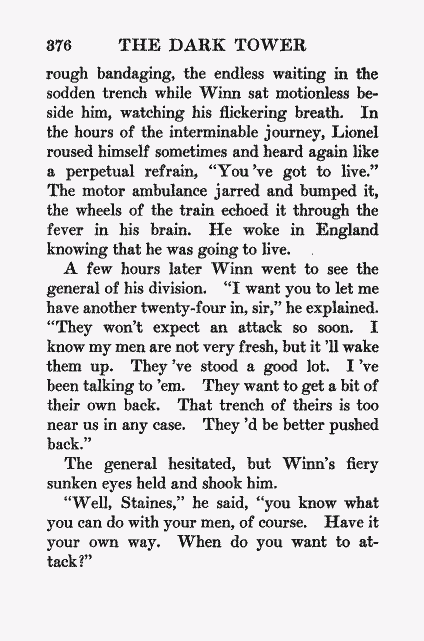 376 THE DARK TOWER
rough bandaging, the endless waiting in the
sodden trench while Winn sat motionless be-
side him, watching his flickering breath. In
the hours of the interminable journey, Lionel
roused himself sometimes and heard again like
a perpetual refrain, “You 've got to live.”
The motor ambulance jarred and bumped it,
the wheels of the train echoed it through the
fever in his brain. He woke in England
knowing that he was going to live.
A few hours later Winn went to see the
general of his division. “I want you to let me
have another twenty-four in, sir,” he explained.
“They won't expect an attack so soon. I
know my men are not very fresh, but it 'll wake
them up. They 've stood a good lot. I 've
been talking to 'em. They want to get a bit of
their own back. That trench of theirs is too
near us in any case. They 'd be better pushed
back.”
The general hesitated, but Winn's fiery
sunken eyes held and shook him.
“Well, Staines,” he said, “you know what
you can do with your men, of course. Have it
your own way. When do you want to at-
tack?”